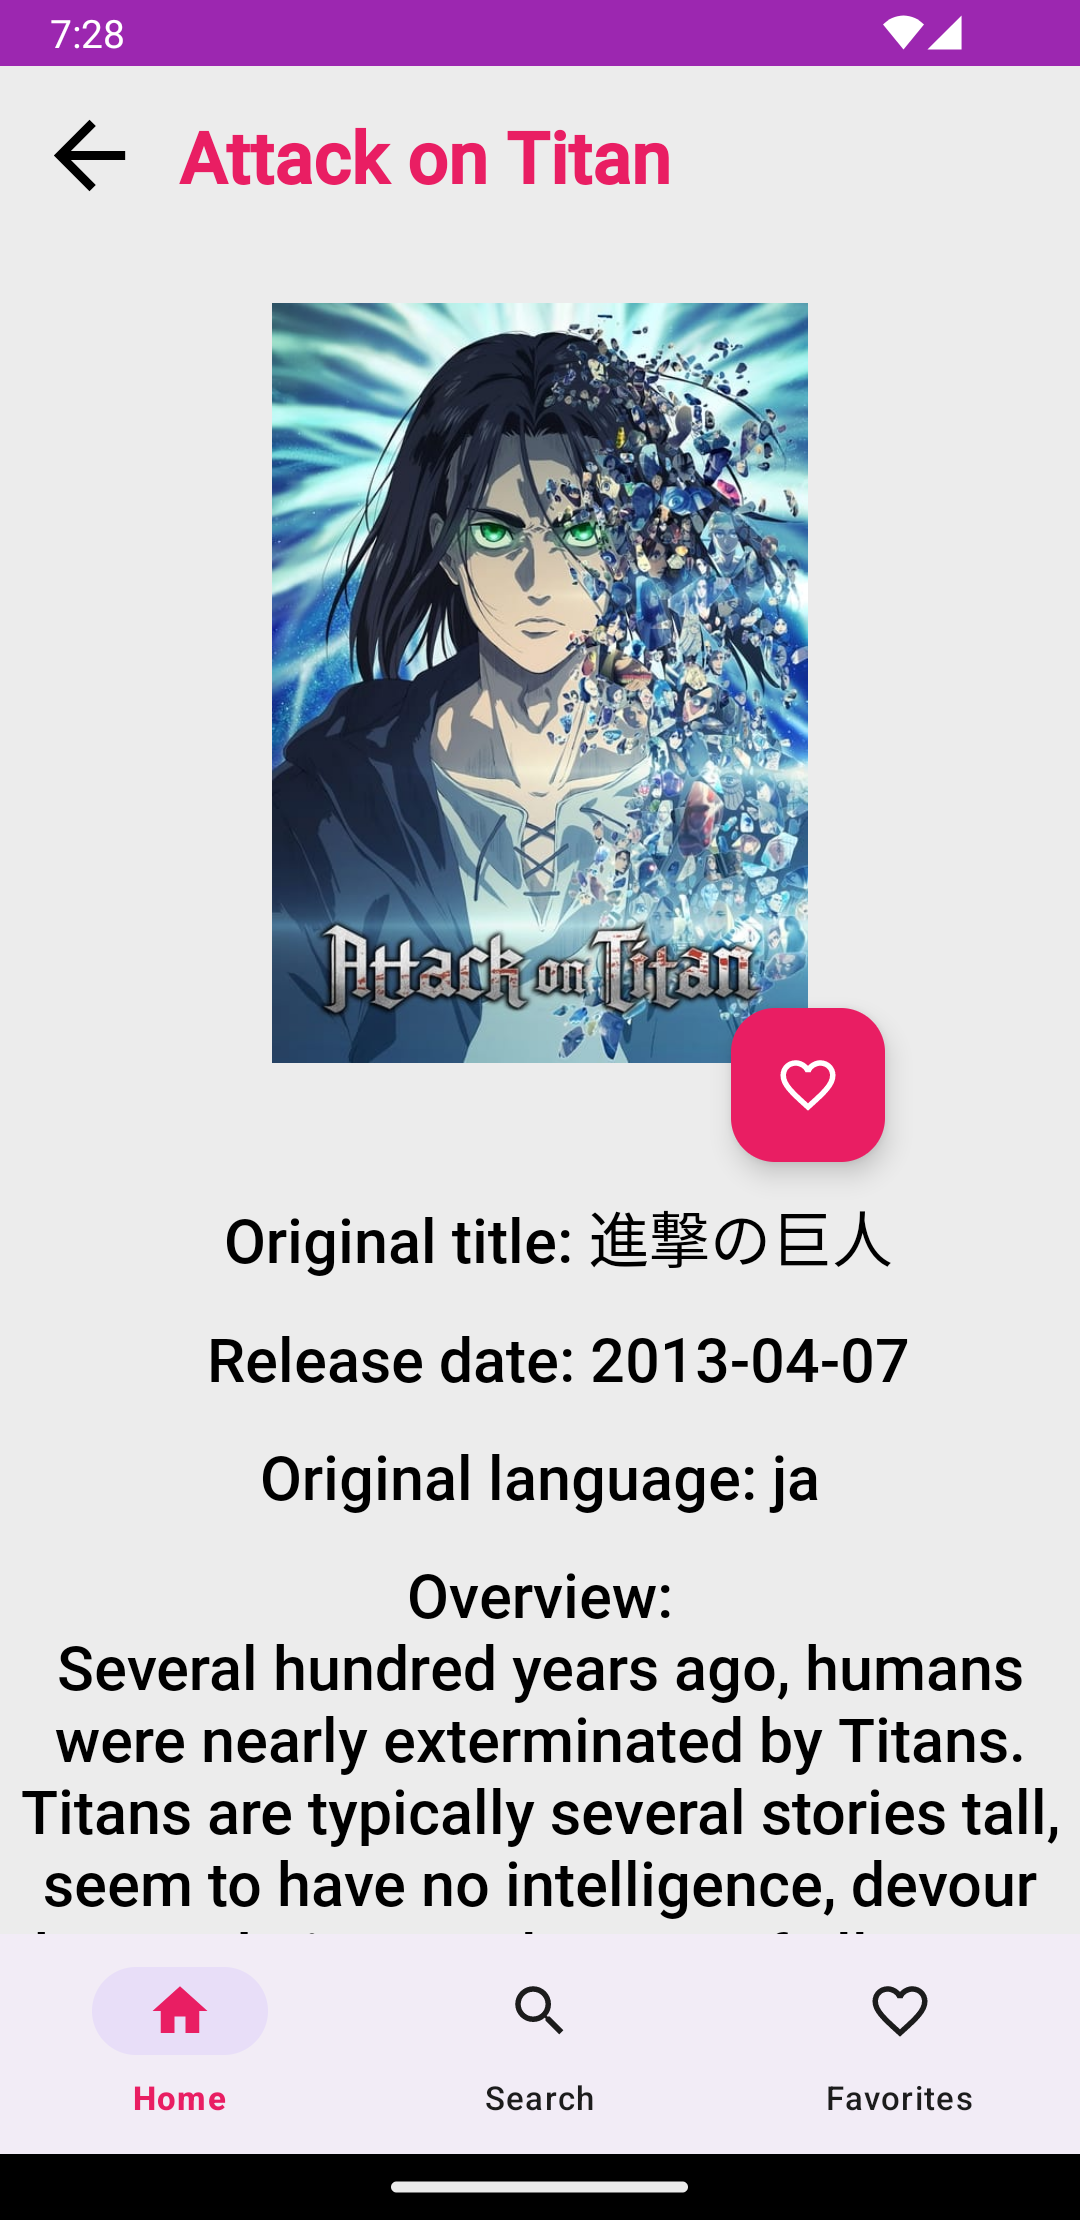 7:28
Attack on Titan
Attack on Titan
Original title: 進撃の巨人
Release date: 2013-04-07
Original language: ja
Overview:
Several hundred years ago, humans
were nearly exterminated by Titans.
Titans are typically several stories tall,
seem to have no intelligence, devour
Home
Search
Favorites